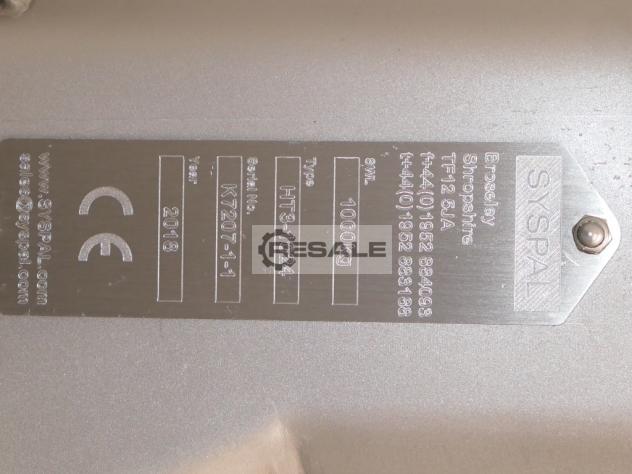 SYSPAL
Broseley
Shropshire
TF12 5JA
t+44(0)1952 883188
SWL
Type
Serial No. K7207-1-1
Year 2018
CE
www.SYSPAL.com
sales@syspal.com
RESALE